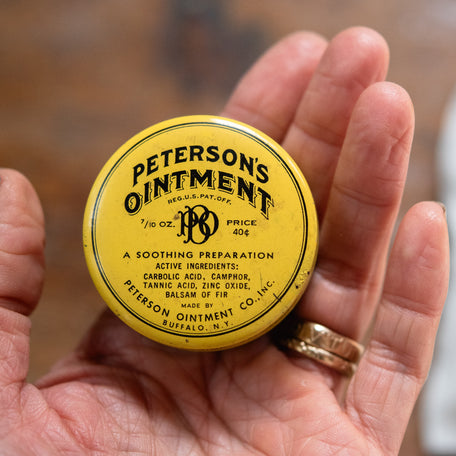 PETERSON'S
OINTMENT
REG.U.S.PAT.OFF.
7/10 OZ. PRICE
40¢
A SOOTHING PREPARATION
ACTIVE INGREDIENTS:
CARBOLIC ACID, CAMPHOR,
TANNIC ACID, ZINC OXIDE,
BALSAM OF FIR
MADE BY
PETERSON OINTMENT CO., INC.
BUFFALO, N.Y.